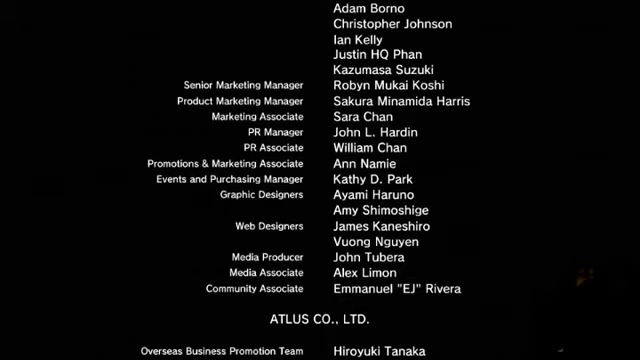 Adam Borno
Christopher Johnson
Ian Kelly
Justin HQ Phan
Kazumasa Suzuki
Senior Marketing Manager Robyn Mukai Koshi
Product Marketing Manager Sakura Minamida Harris
Marketing Associate Sara Chan
PR Manager John L. Hardin
PR Associate William Chan
Promotions & Marketing Associate Ann Namie
Events and Purchasing Manager Kathy D. Park
Graphic Designers Ayami Haruno
Amy Shimoshige
Web Designers James Kaneshiro
Vuong Nguyen
Media Producer John Tubera
Media Associate Alex Limon
Community Associate Emmanuel "EJ" Rivera
ATLUS CO., LTD.
Overseas Business Promotion Team Hiroyuki Tanaka